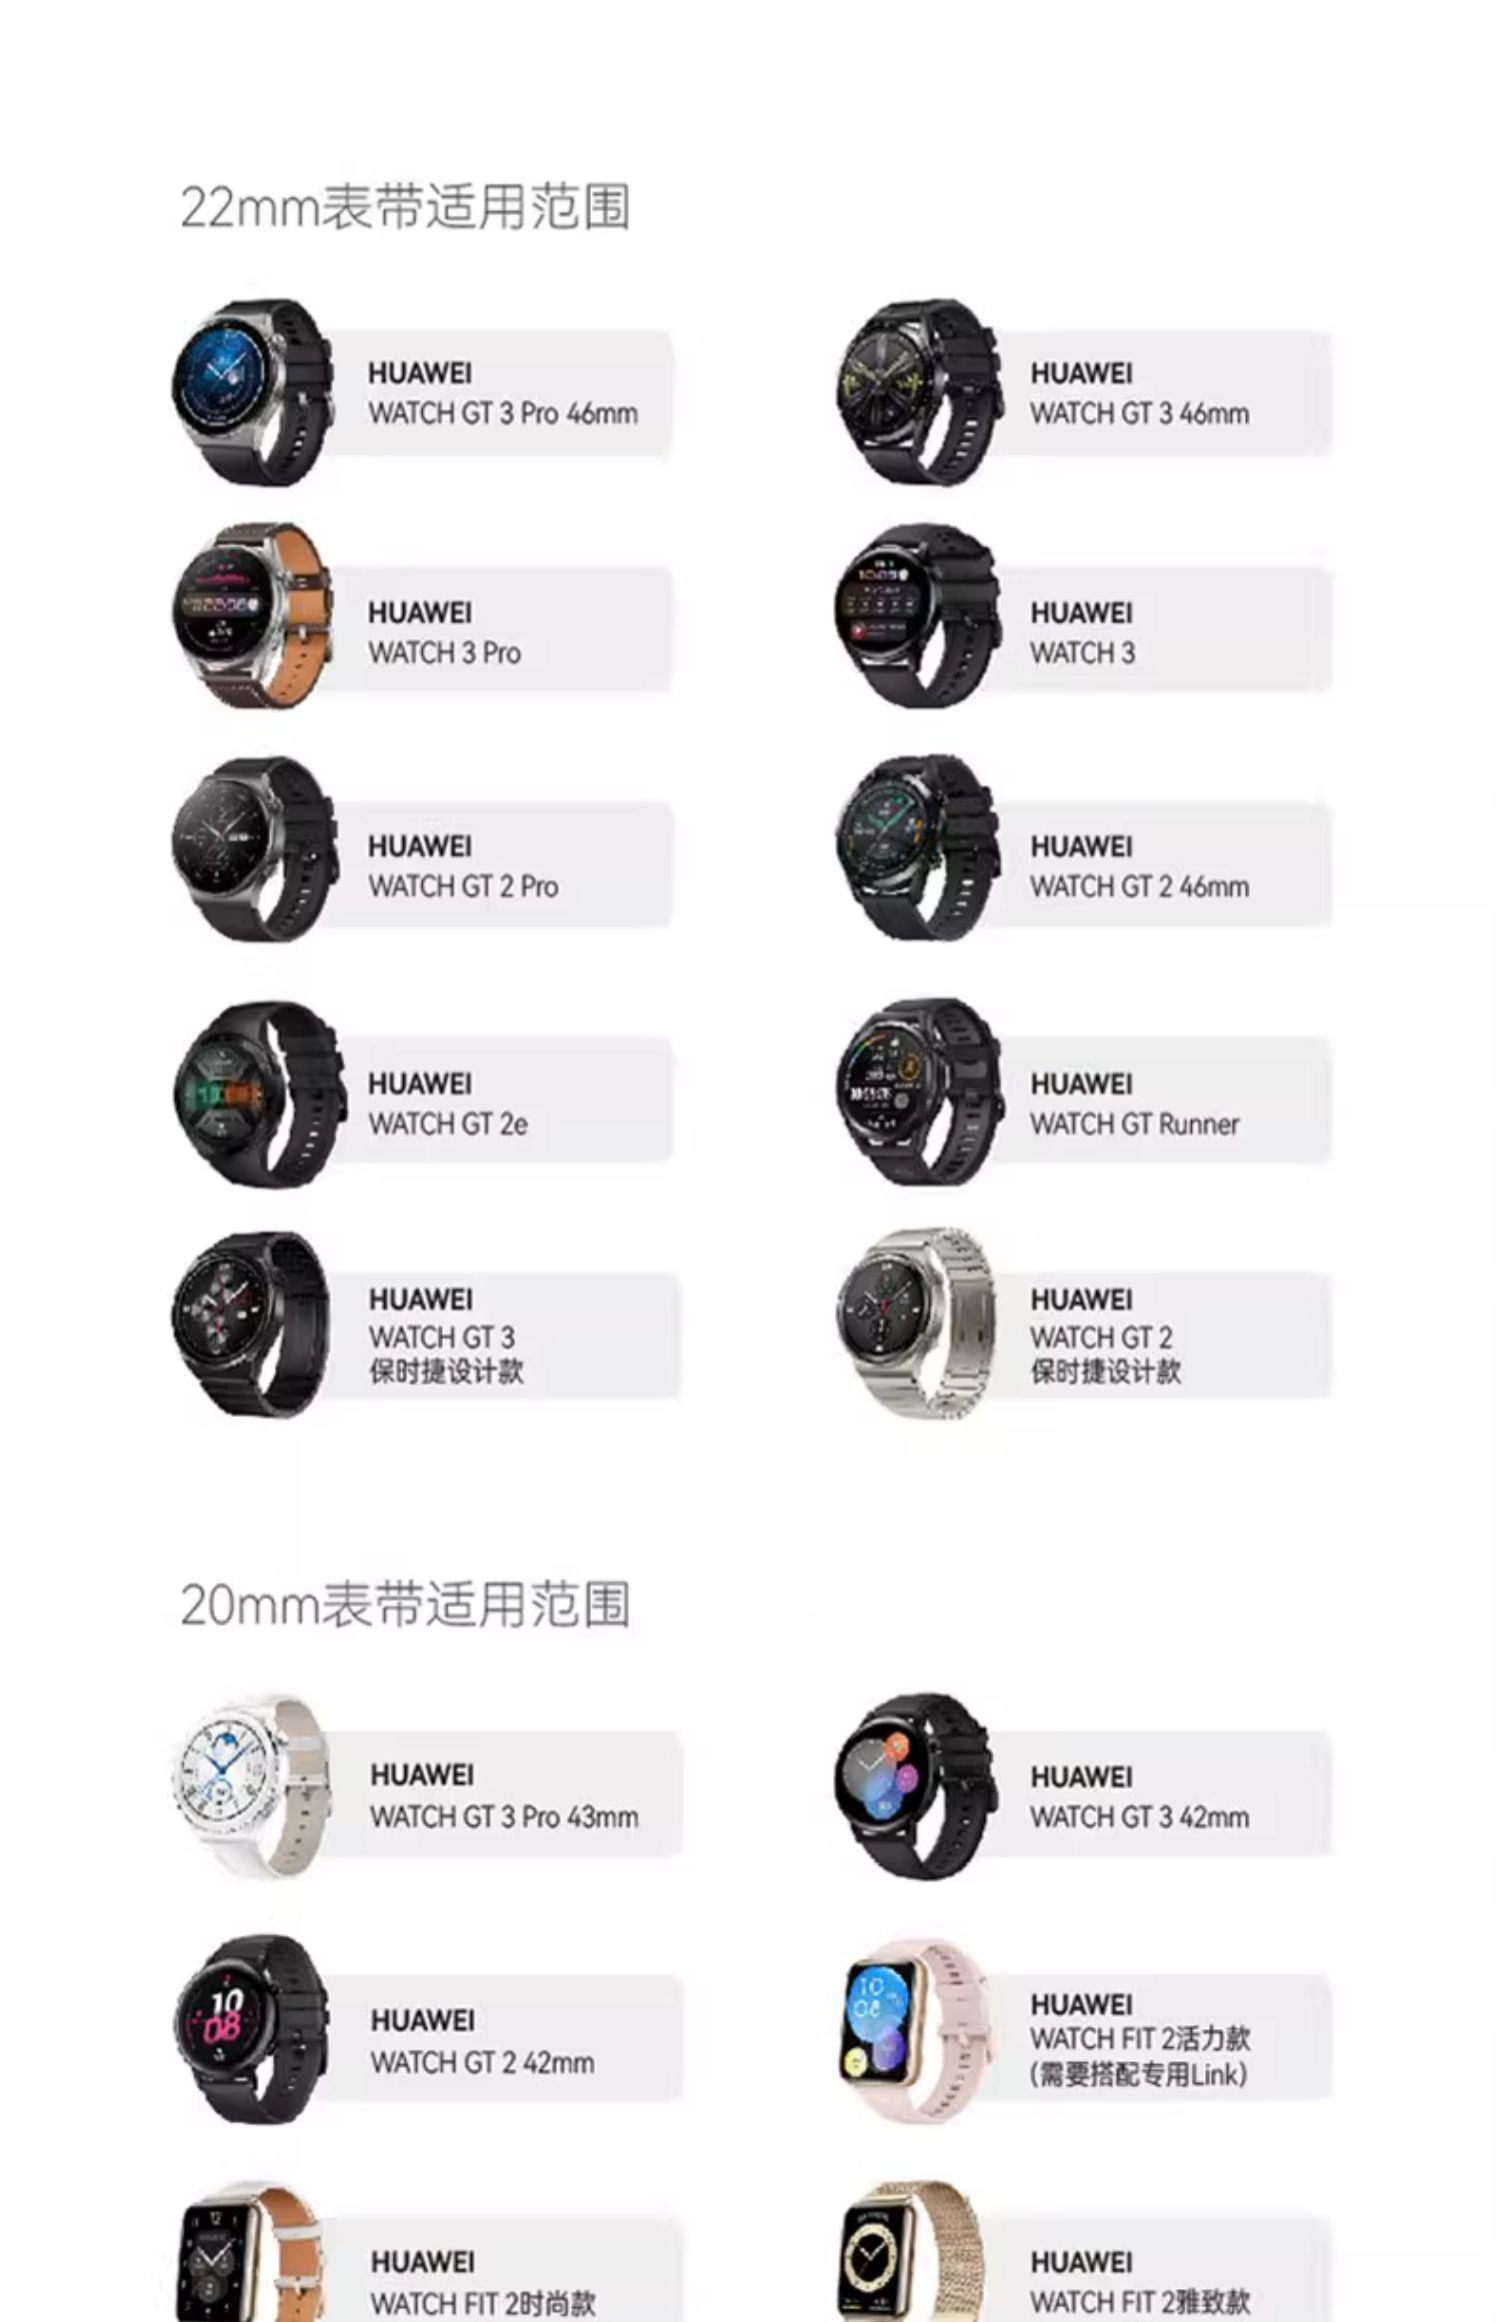 22mm表带适用范围
HUAWEI
WATCH GT 3 Pro 46mm
HUAWEI
WATCH GT 3 46mm
HUAWEI
WATCH 3 Pro
HUAWEI
WATCH 3
HUAWEI
WATCH GT 2 Pro
HUAWEI
WATCH GT 2 46mm
HUAWEI
WATCH GT 2e
HUAWEI
WATCH GT Runner
HUAWEI
WATCH GT 3
保时捷设计款
HUAWEI
WATCH GT 2
保时捷设计款
20mm表带适用范围
HUAWEI
WATCH GT 3 Pro 43mm
HUAWEI
WATCH GT 3 42mm
10
08
HUAWEI
WATCH GT 2 42mm
10
08
HUAWEI
WATCH FIT 2活力款
(需要搭配专用Link)
HUAWEI
WATCH FIT 2时尚款
HUAWEI
WATCH FIT 2雅致款